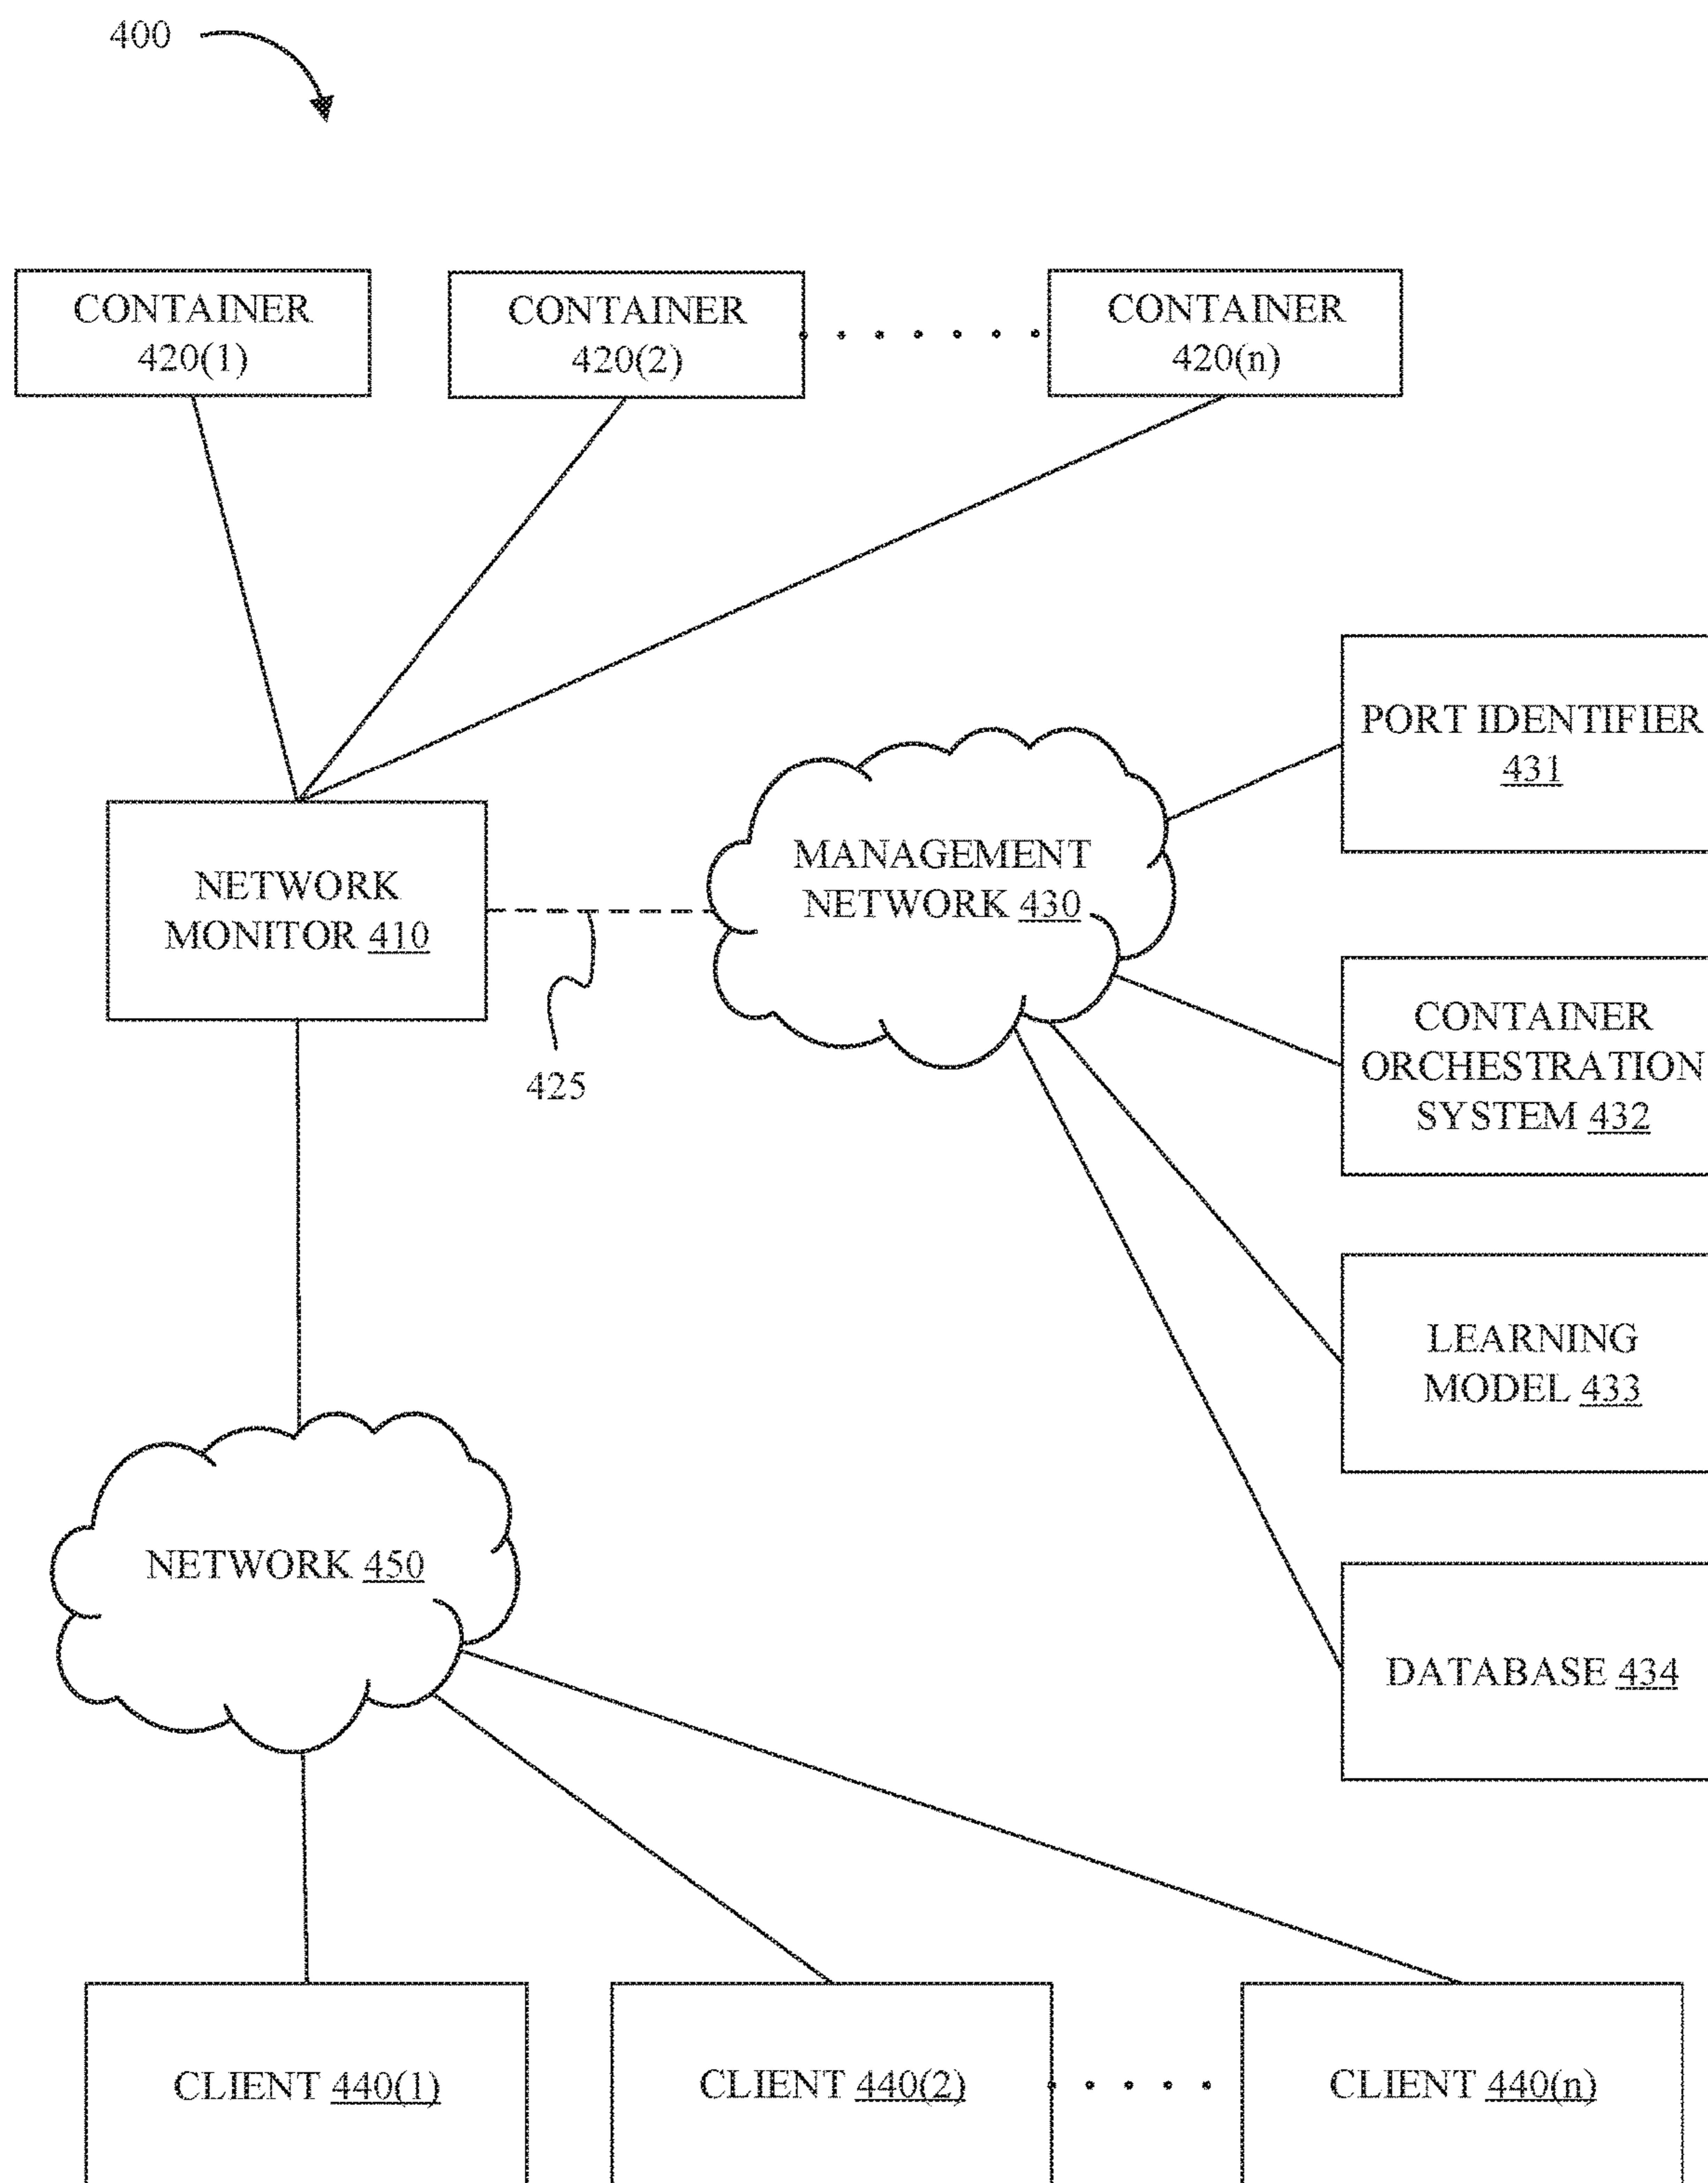 400
CONTAINER
420(1)
CONTAINER
420(2)
CONTAINER
420(n)
PORT IDENTIFIER
431
MANAGEMENT
NETWORK 430
NETWORK
MONITOR 410
425
CONTAINER
ORCHESTRATION
SYSTEM 432
LEARNING
MODEL 433
NETWORK 450
DATABASE 434
CLIENT 440(1)
CLIENT 440(2)
CLIENT 440(n)